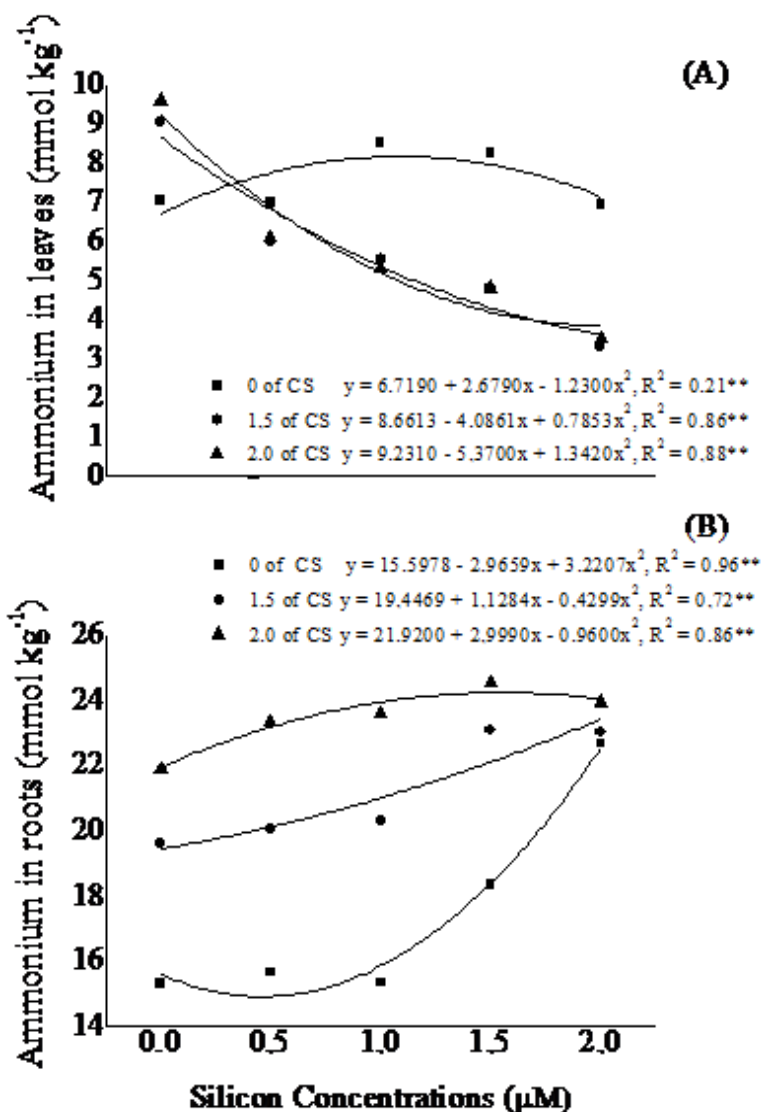 (A)
Ammonium in leaves (mmol kg⁻¹)
10
9
8
7
6
5
4
3
2
1
0
0 of CS y = 6.7190 + 2.6790x - 1.2300x², R² = 0.21**
1.5 of CS y = 8.6613 - 4.0861x + 0.7853x², R² = 0.86**
2.0 of CS y = 9.2310 - 5.3700x + 1.3420x², R² = 0.88**
(B)
0 of CS y = 15.5978 - 2.9659x + 3.2207x², R² = 0.96**
1.5 of CS y = 19.4469 + 1.1284x - 0.4299x², R² = 0.72**
2.0 of CS y = 21.9200 + 2.9990x - 0.9600x², R² = 0.86**
Ammonium in roots (mmol kg⁻¹)
26
24
22
20
18
16
14
0.0 0.5 1.0 1.5 2.0
Silicon Concentrations (µM)